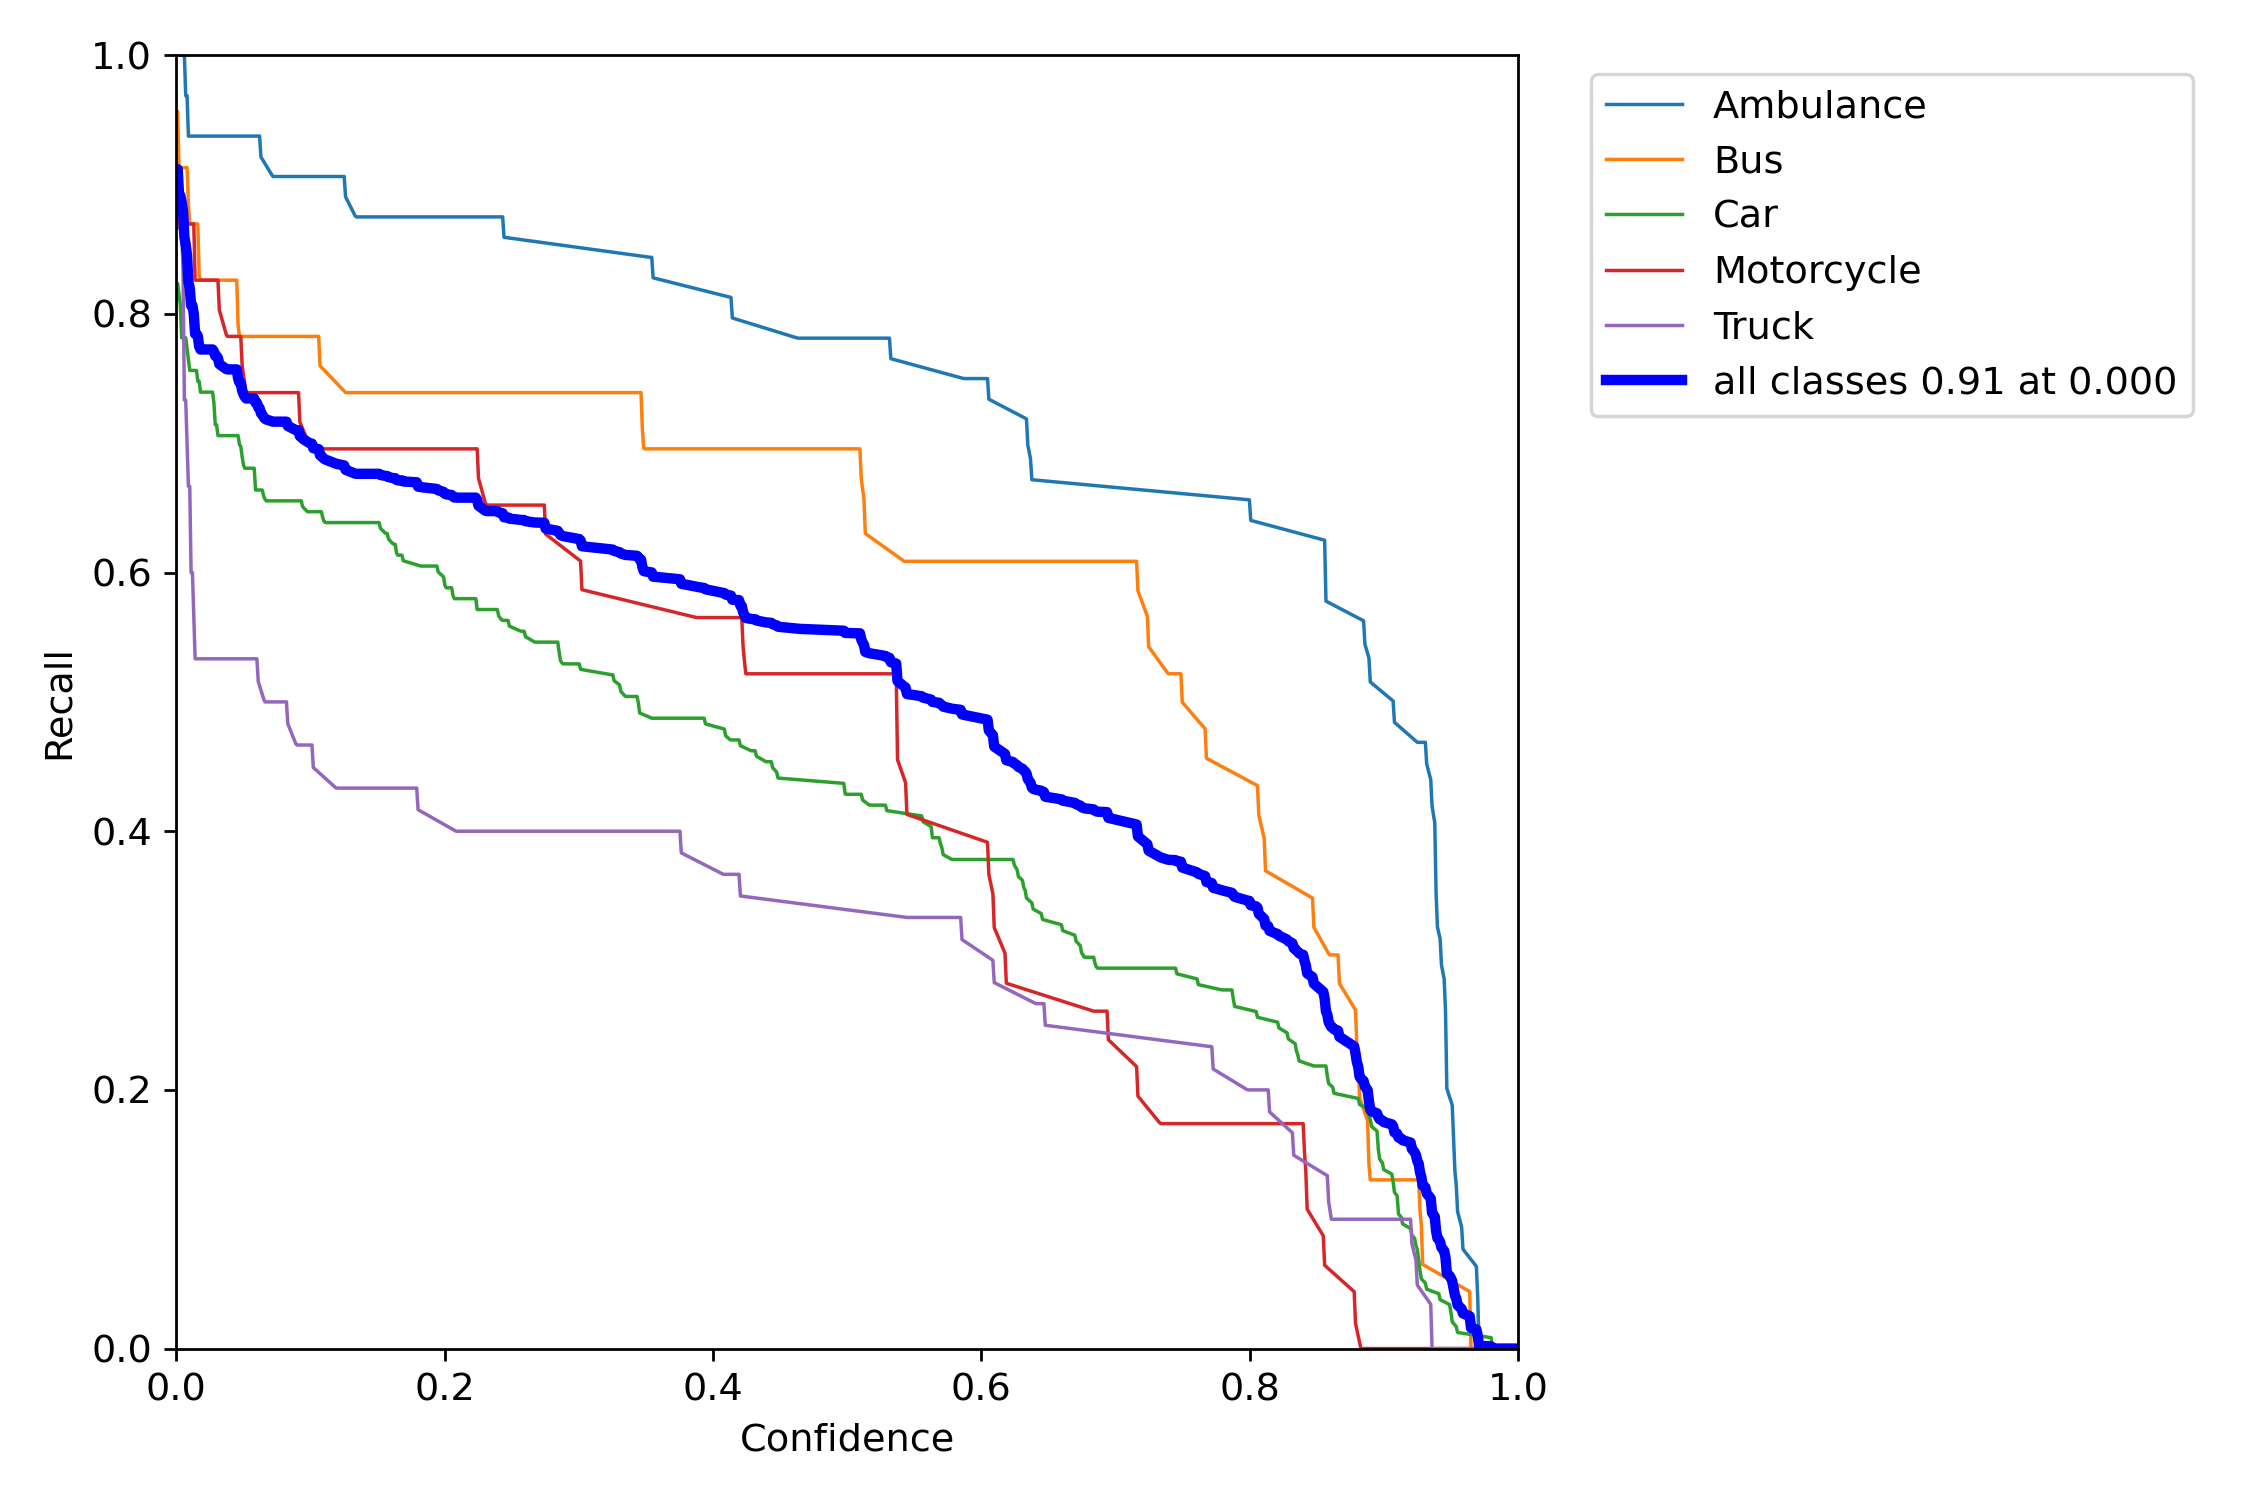 Recall
1.0
0.8
0.6
0.4
0.2
0.0
0.0 0.2 0.4 0.6 0.8 1.0
Confidence
Ambulance
Bus
Car
Motorcycle
Truck
all classes 0.91 at 0.000